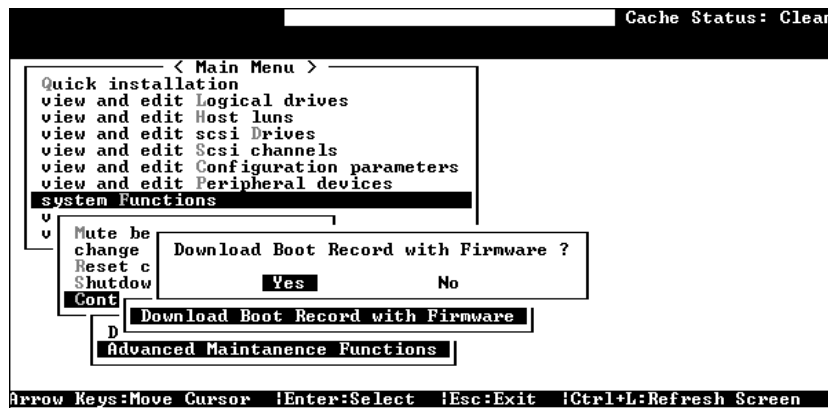 Cache Status: Clean
< Main Menu >
Quick installation
view and edit Logical drives
view and edit Host luns
view and edit scsi Drives
view and edit Scsi channels
view and edit Configuration parameters
view and edit Peripheral devices
system Functions
v
v
Mute be
change
Reset c
Shutdow
Cont
Download Boot Record with Firmware ?
Yes No
Download Boot Record with Firmware
D
Advanced Maintanence Functions
Arrow Keys:Move Cursor |Enter:Select |Esc:Exit |Ctrl+L:Refresh Screen